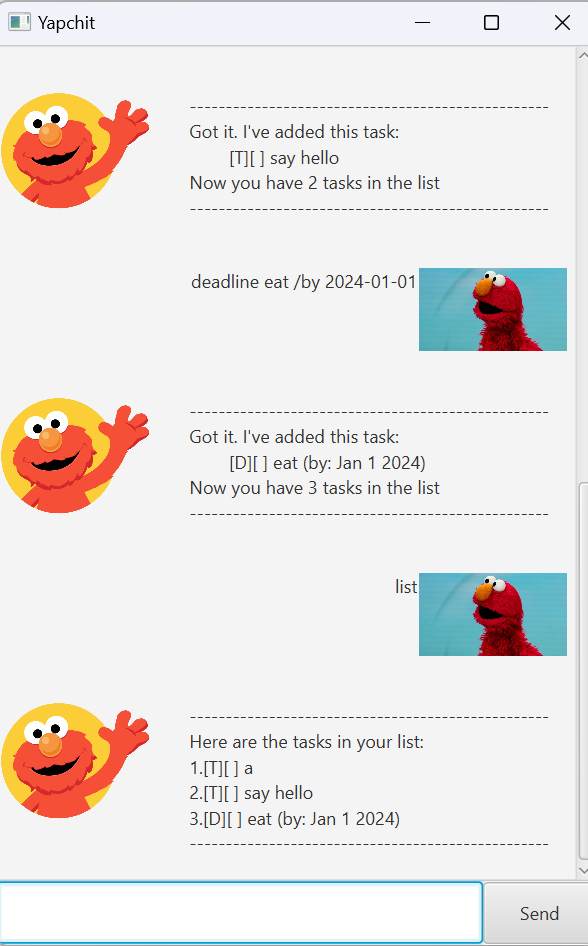 Yapchit
--------------------------------------------------
Got it. I've added this task:
[T][ ] say hello
Now you have 2 tasks in the list
--------------------------------------------------
deadline eat /by 2024-01-01
--------------------------------------------------
Got it. I've added this task:
[D][ ] eat (by: Jan 1 2024)
Now you have 3 tasks in the list
--------------------------------------------------
list
--------------------------------------------------
Here are the tasks in your list:
1.[T][ ] a
2.[T][ ] say hello
3.[D][ ] eat (by: Jan 1 2024)
--------------------------------------------------
Send